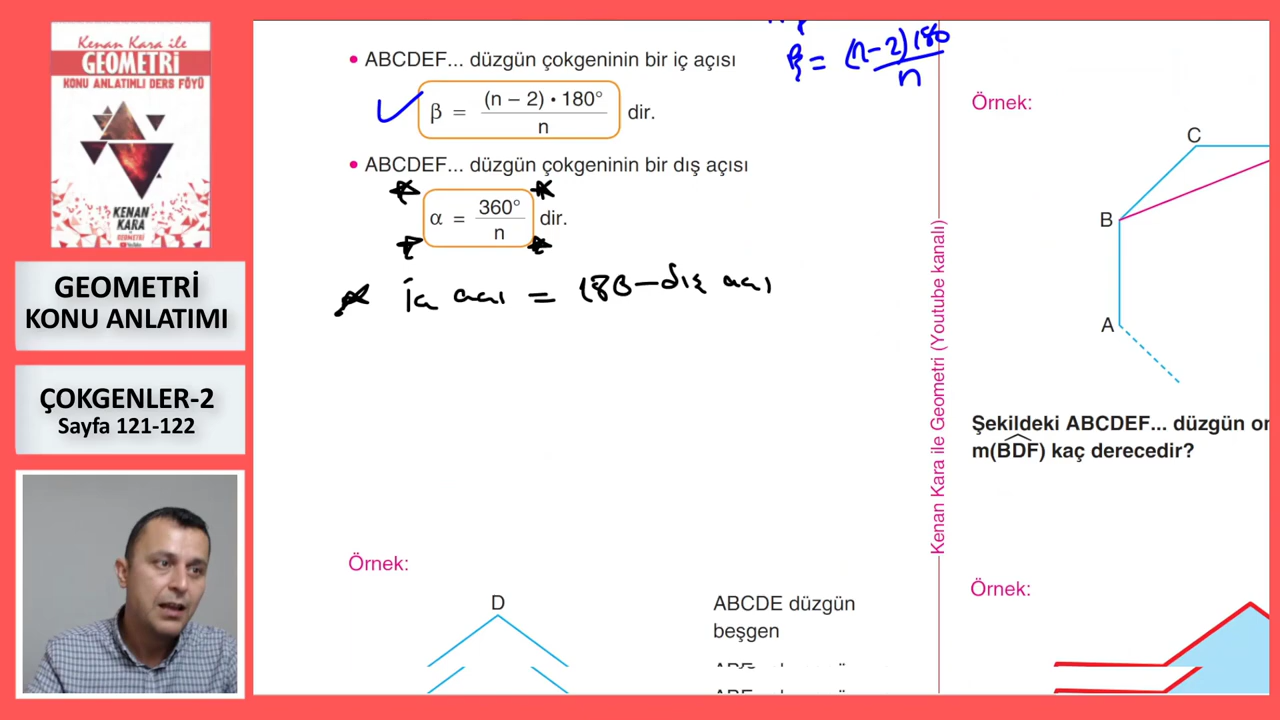 Kenan Kara ile
GEOMETRİ
KONU ANLATIMLI DERS FÖYÜ
KENAN
KARA
GEOMETRİ
YouTube
GEOMETRİ
KONU ANLATIMI
ÇOKGENLER-2
Sayfa 121-122
β = (n-2)180
n
• ABCDEF... düzgün çokgeninin bir iç açısı
β = (n – 2) • 180°
n
dir.
• ABCDEF... düzgün çokgeninin bir dış açısı
α = 360°
n
dir.
İç açı = 180-dış açı
Örnek:
D
ABCDE düzgün
beşgen
Kenan Kara ile Geometri (Youtube kanalı)
Örnek:
C
B
A
Şekildeki ABCDEF... düzgün on
m(BDF) kaç derecedir?
Örnek: